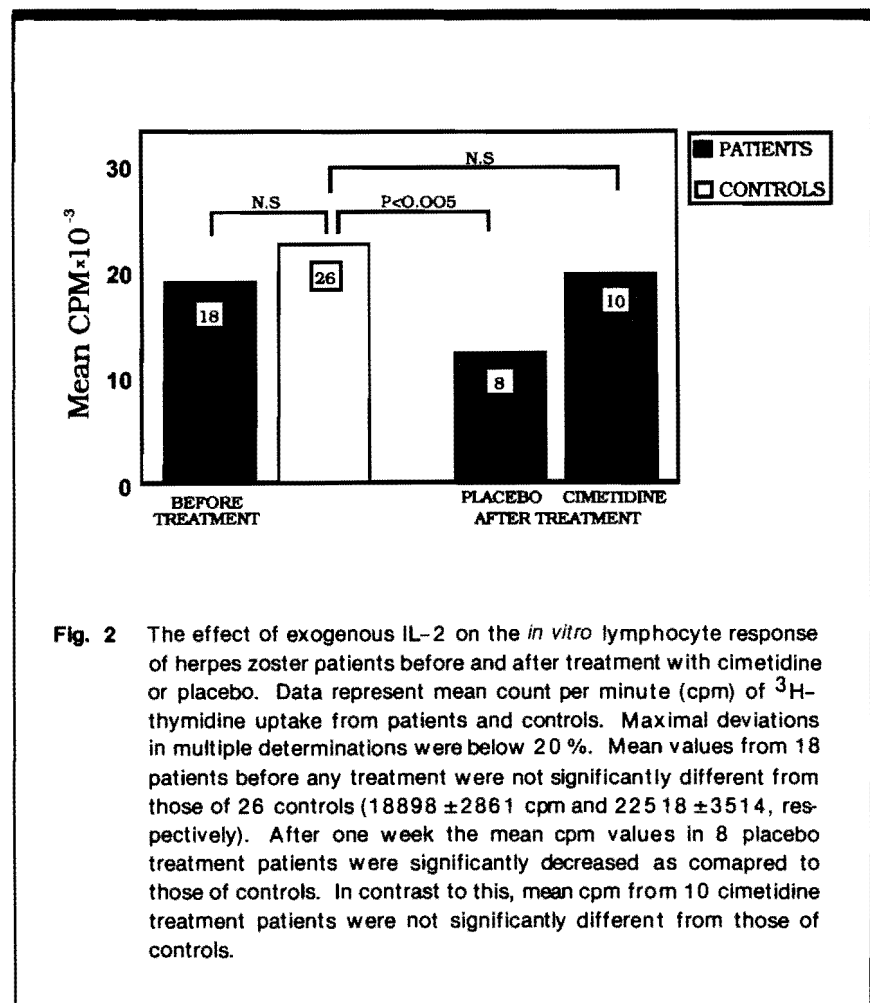 30
20
10
0
Mean CPM×10⁻³
N.S
P<0.005
N.S
PATIENTS
CONTROLS
18
26
8
10
BEFORE
TREATMENT
PLACEBO CIMETIDINE
AFTER TREATMENT
Fig. 2 The effect of exogenous IL-2 on the in vitro lymphocyte response
of herpes zoster patients before and after treatment with cimetidine
or placebo. Data represent mean count per minute (cpm) of ³H-
thymidine uptake from patients and controls. Maximal deviations
in multiple determinations were below 20 %. Mean values from 18
patients before any treatment were not significantly different from
those of 26 controls (18898 ±2861 cpm and 22518 ±3514, res-
pectively). After one week the mean cpm values in 8 placebo
treatment patients were significantly decreased as comapred to
those of controls. In contrast to this, mean cpm from 10 cimetidine
treatment patients were not significantly different from those of
controls.